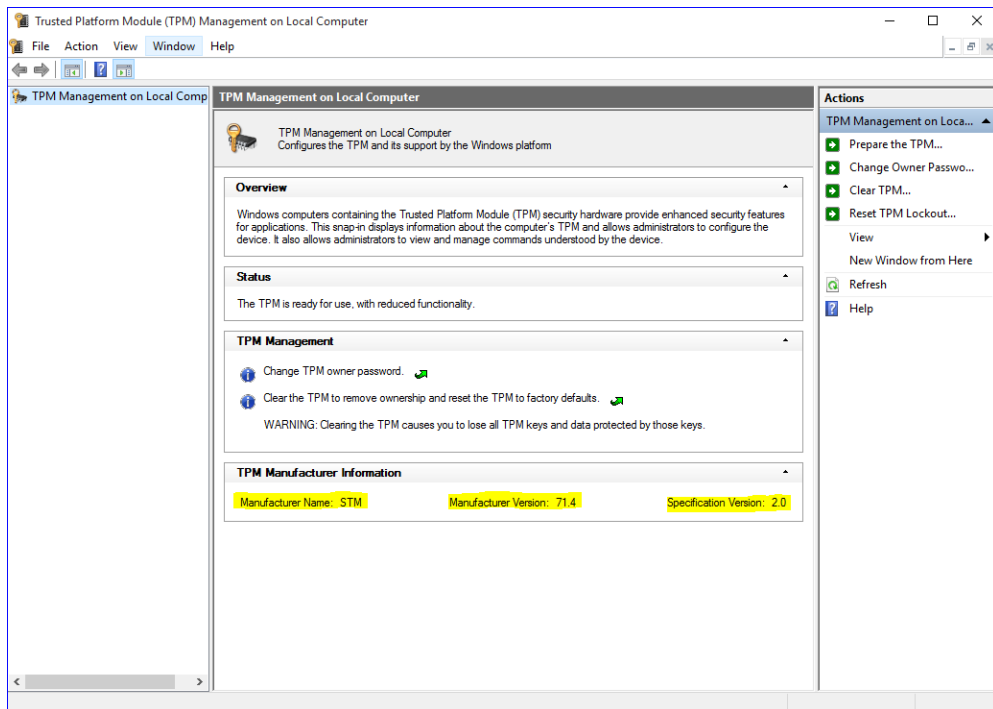 Trusted Platform Module (TPM) Management on Local Computer
File Action View Window Help
TPM Management on Local Comp
TPM Management on Local Computer
TPM Management on Local Computer
Configures the TPM and its support by the Windows platform
Overview
Windows computers containing the Trusted Platform Module (TPM) security hardware provide enhanced security features
for applications. This snap-in displays information about the computer's TPM and allows administrators to configure the
device. It also allows administrators to view and manage commands understood by the device.
Status
The TPM is ready for use, with reduced functionality.
TPM Management
Change TPM owner password.
Clear the TPM to remove ownership and reset the TPM to factory defaults.
WARNING: Clearing the TPM causes you to lose all TPM keys and data protected by those keys.
TPM Manufacturer Information
Manufacturer Name: STM Manufacturer Version: 71.4 Specification Version: 2.0
Actions
TPM Management on Loca...
Prepare the TPM...
Change Owner Passwo...
Clear TPM...
Reset TPM Lockout...
View
New Window from Here
Refresh
Help